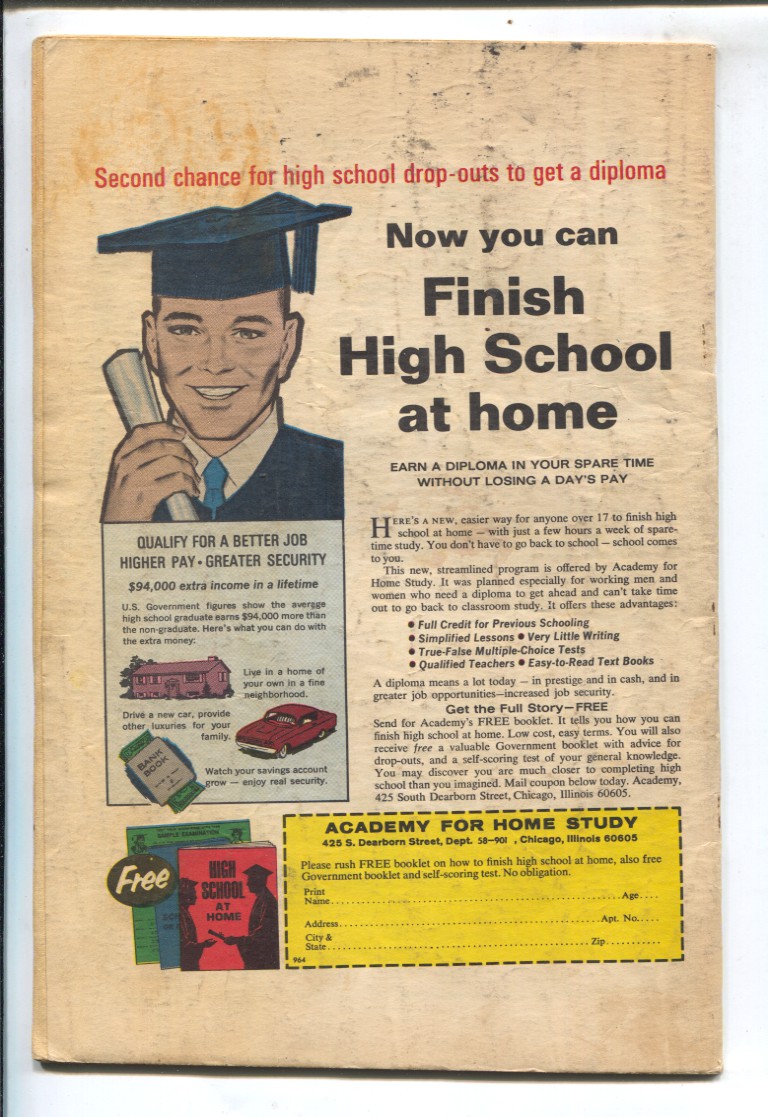 Second chance for high school drop-outs to get a diploma
Now you can
Finish
High School
at home
EARN A DIPLOMA IN YOUR SPARE TIME
WITHOUT LOSING A DAY'S PAY
QUALIFY FOR A BETTER JOB
HIGHER PAY • GREATER SECURITY
$94,000 extra income in a lifetime
U.S. Government figures show the average
high school graduate earns $94,000 more than
the non-graduate. Here's what you can do with
the extra money:
Live in a home of
your own in a fine
neighborhood.
Drive a new car, provide
other luxuries for your
family.
BANK
BOOK
Watch your savings account
grow — enjoy real security.
HERE'S A NEW, easier way for anyone over 17 to finish high
school at home — with just a few hours a week of spare-
time study. You don't have to go back to school — school comes
to you.
This new, streamlined program is offered by Academy for
Home Study. It was planned especially for working men and
women who need a diploma to get ahead and can't take time
out to go back to classroom study. It offers these advantages:
• Full Credit for Previous Schooling
• Simplified Lessons • Very Little Writing
• True-False Multiple-Choice Tests
• Qualified Teachers • Easy-to-Read Text Books
A diploma means a lot today — in prestige and in cash, and in
greater job opportunities—increased job security.
Get the Full Story—FREE
Send for Academy's FREE booklet. It tells you how you can
finish high school at home. Low cost, easy terms. You will also
receive free a valuable Government booklet with advice for
drop-outs, and a self-scoring test of your general knowledge.
You may discover you are much closer to completing high
school than you imagined. Mail coupon below today. Academy,
425 South Dearborn Street, Chicago, Illinois 60605.
SAMPLE EXAMINATION
Free
HIGH
SCHOOL
AT
HOME
ACADEMY FOR HOME STUDY
425 S. Dearborn Street, Dept. 58-901 , Chicago, Illinois 60605
Please rush FREE booklet on how to finish high school at home, also free
Government booklet and self-scoring test. No obligation.
Print
Name.....Age....
Address.....Apt. No.....
City &
State.....Zip.....
964